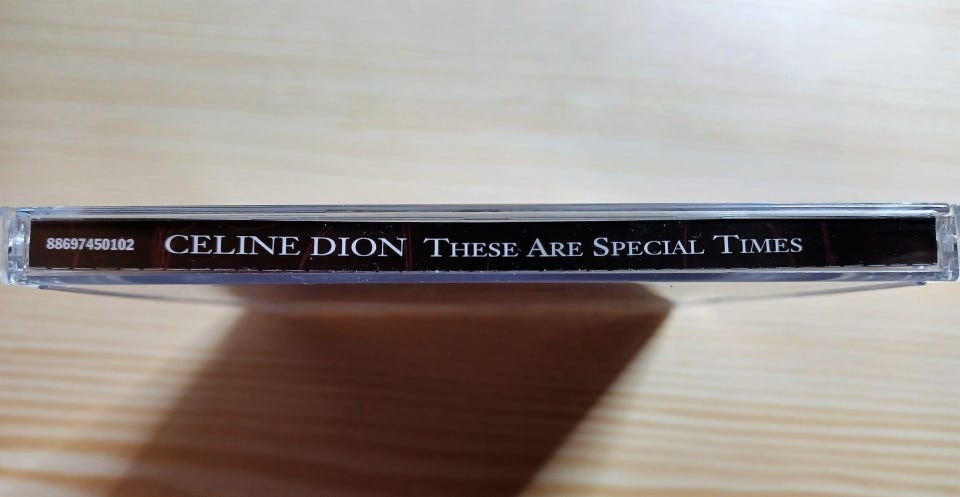 88697450102 CELINE DION THESE ARE SPECIAL TIMES